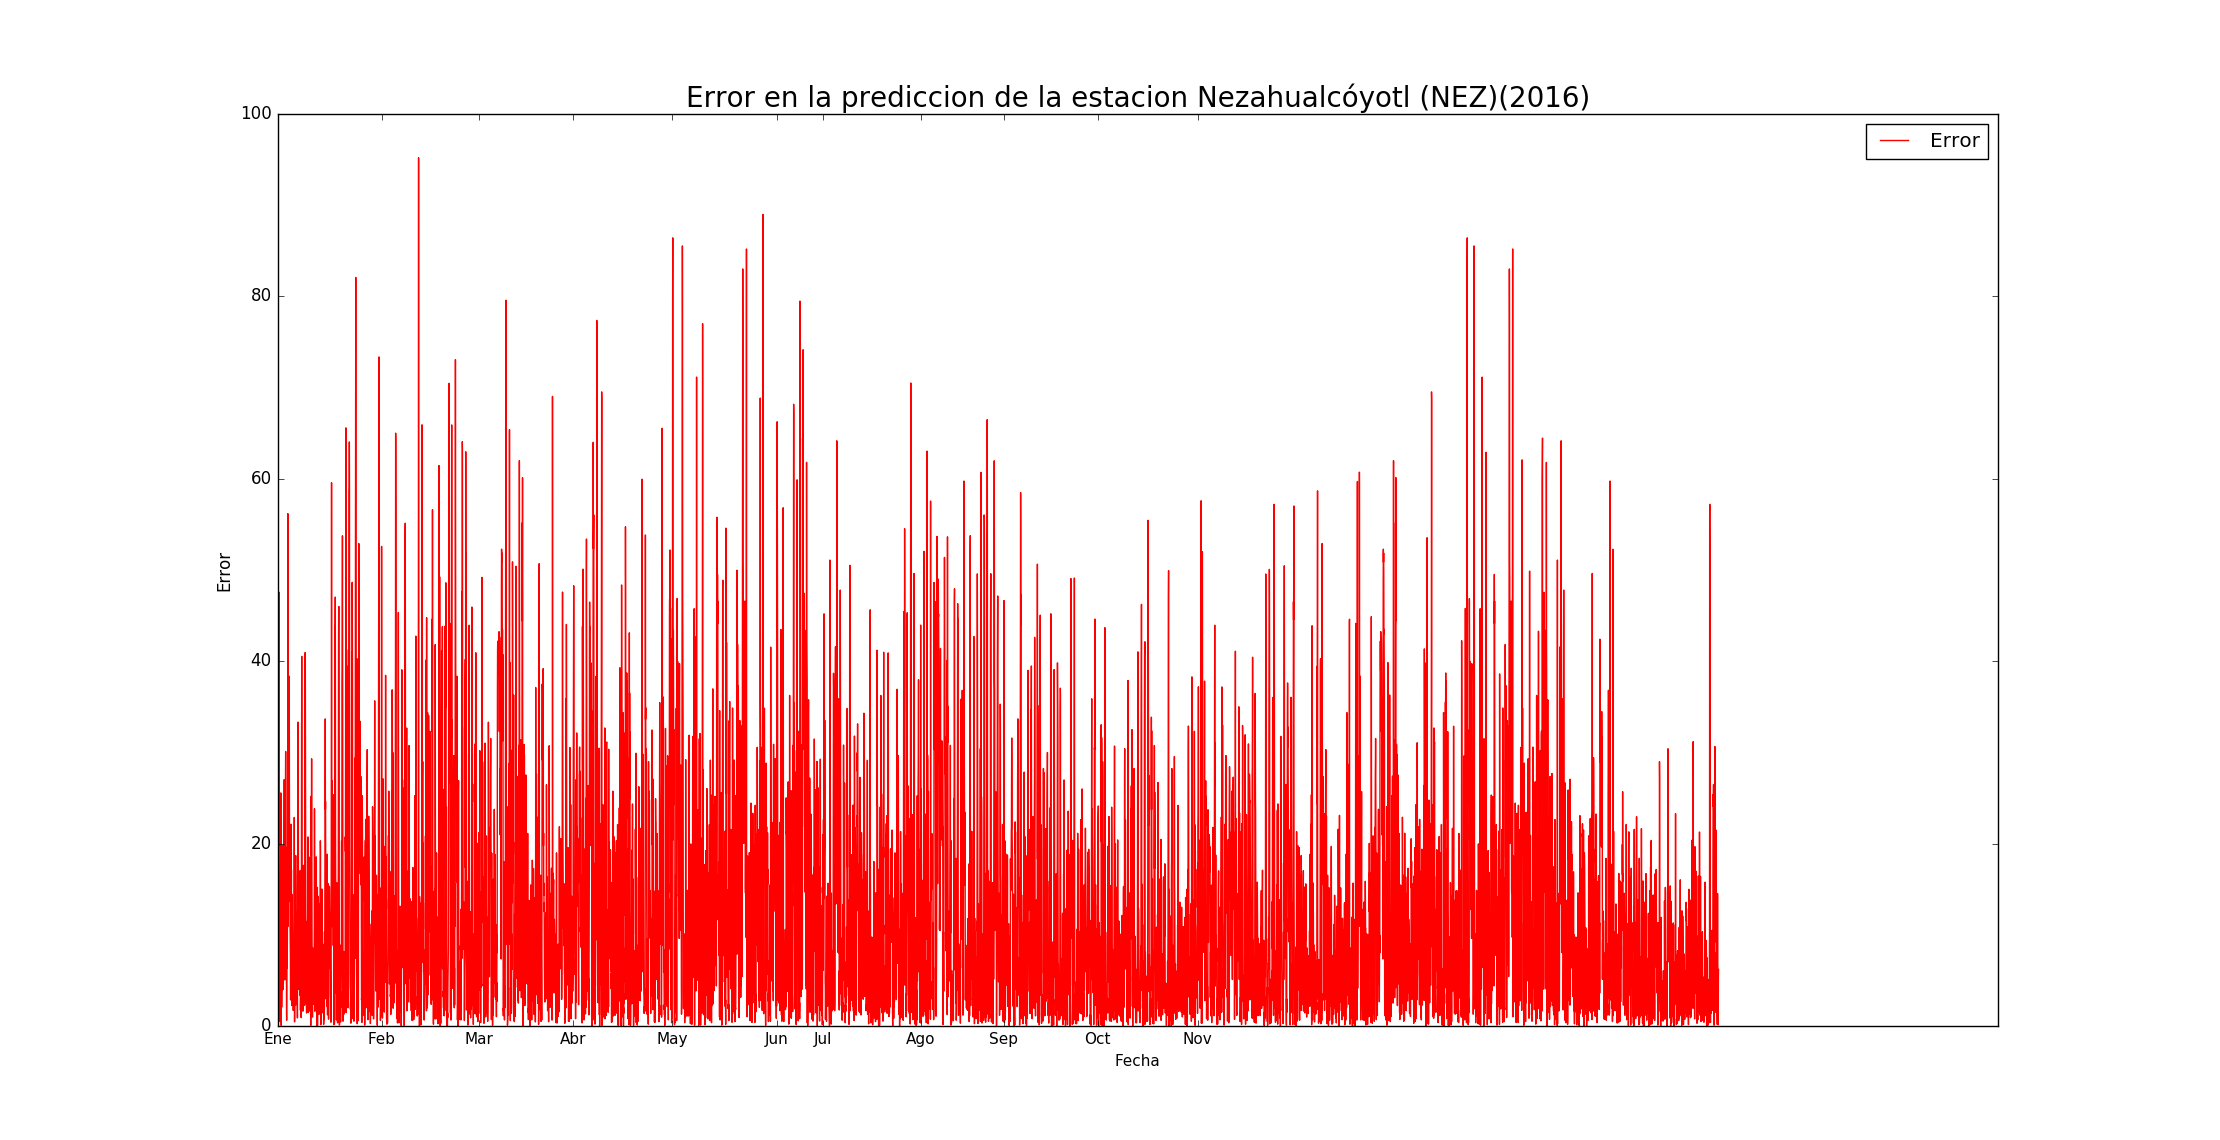 Error en la prediccion de la estacion Nezahualcóyotl (NEZ)(2016)
100
80
60
40
20
0
Error
Error
Ene Feb Mar Abr May Jun Jul Ago Sep Oct Nov
Fecha